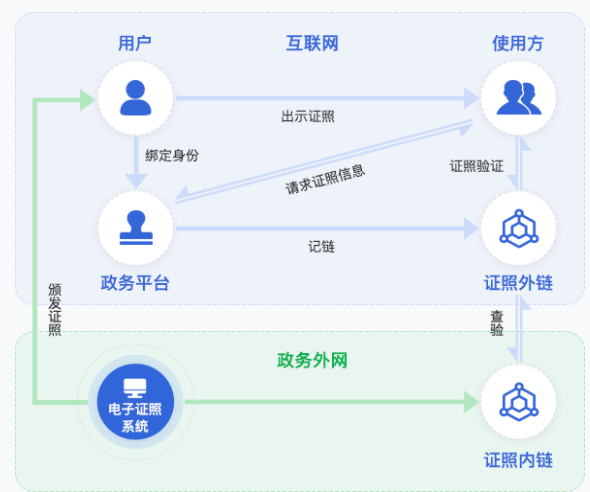 用户
互联网
使用方
出示证照
绑定身份
请求证照信息
证照验证
记链
政务平台
证照外链
颁发证照
查验
政务外网
电子证照
系统
证照内链